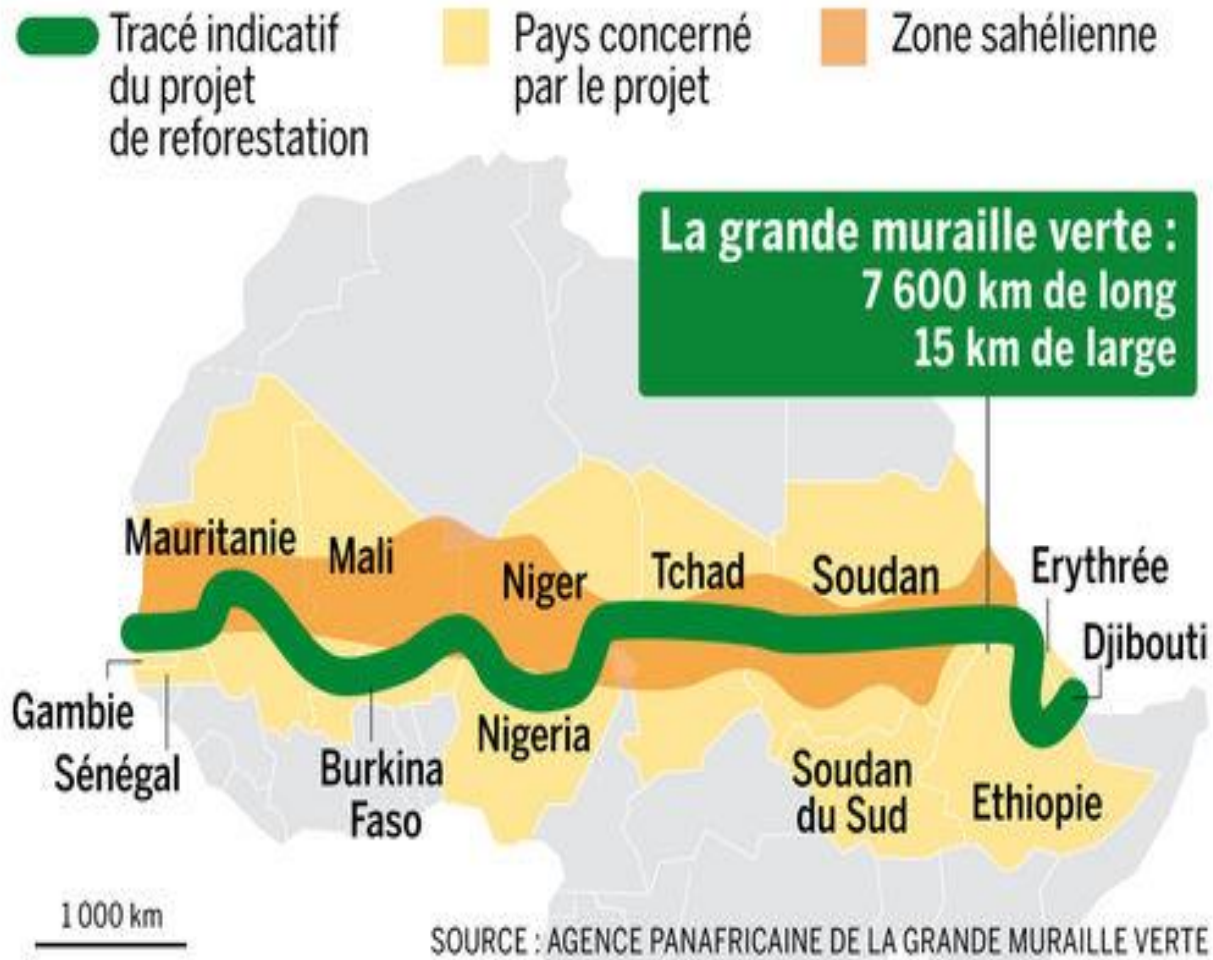 Tracé indicatif
du projet
de reforestation
Pays concerné
par le projet
Zone sahélienne
La grande muraille verte :
7 600 km de long
15 km de large
Mauritanie
Mali
Niger
Tchad
Soudan
Erythrée
Djibouti
Gambie
Sénégal
Burkina
Faso
Nigeria
Soudan
du Sud
Ethiopie
1 000 km
SOURCE : AGENCE PANAFRICAINE DE LA GRANDE MURAILLE VERTE